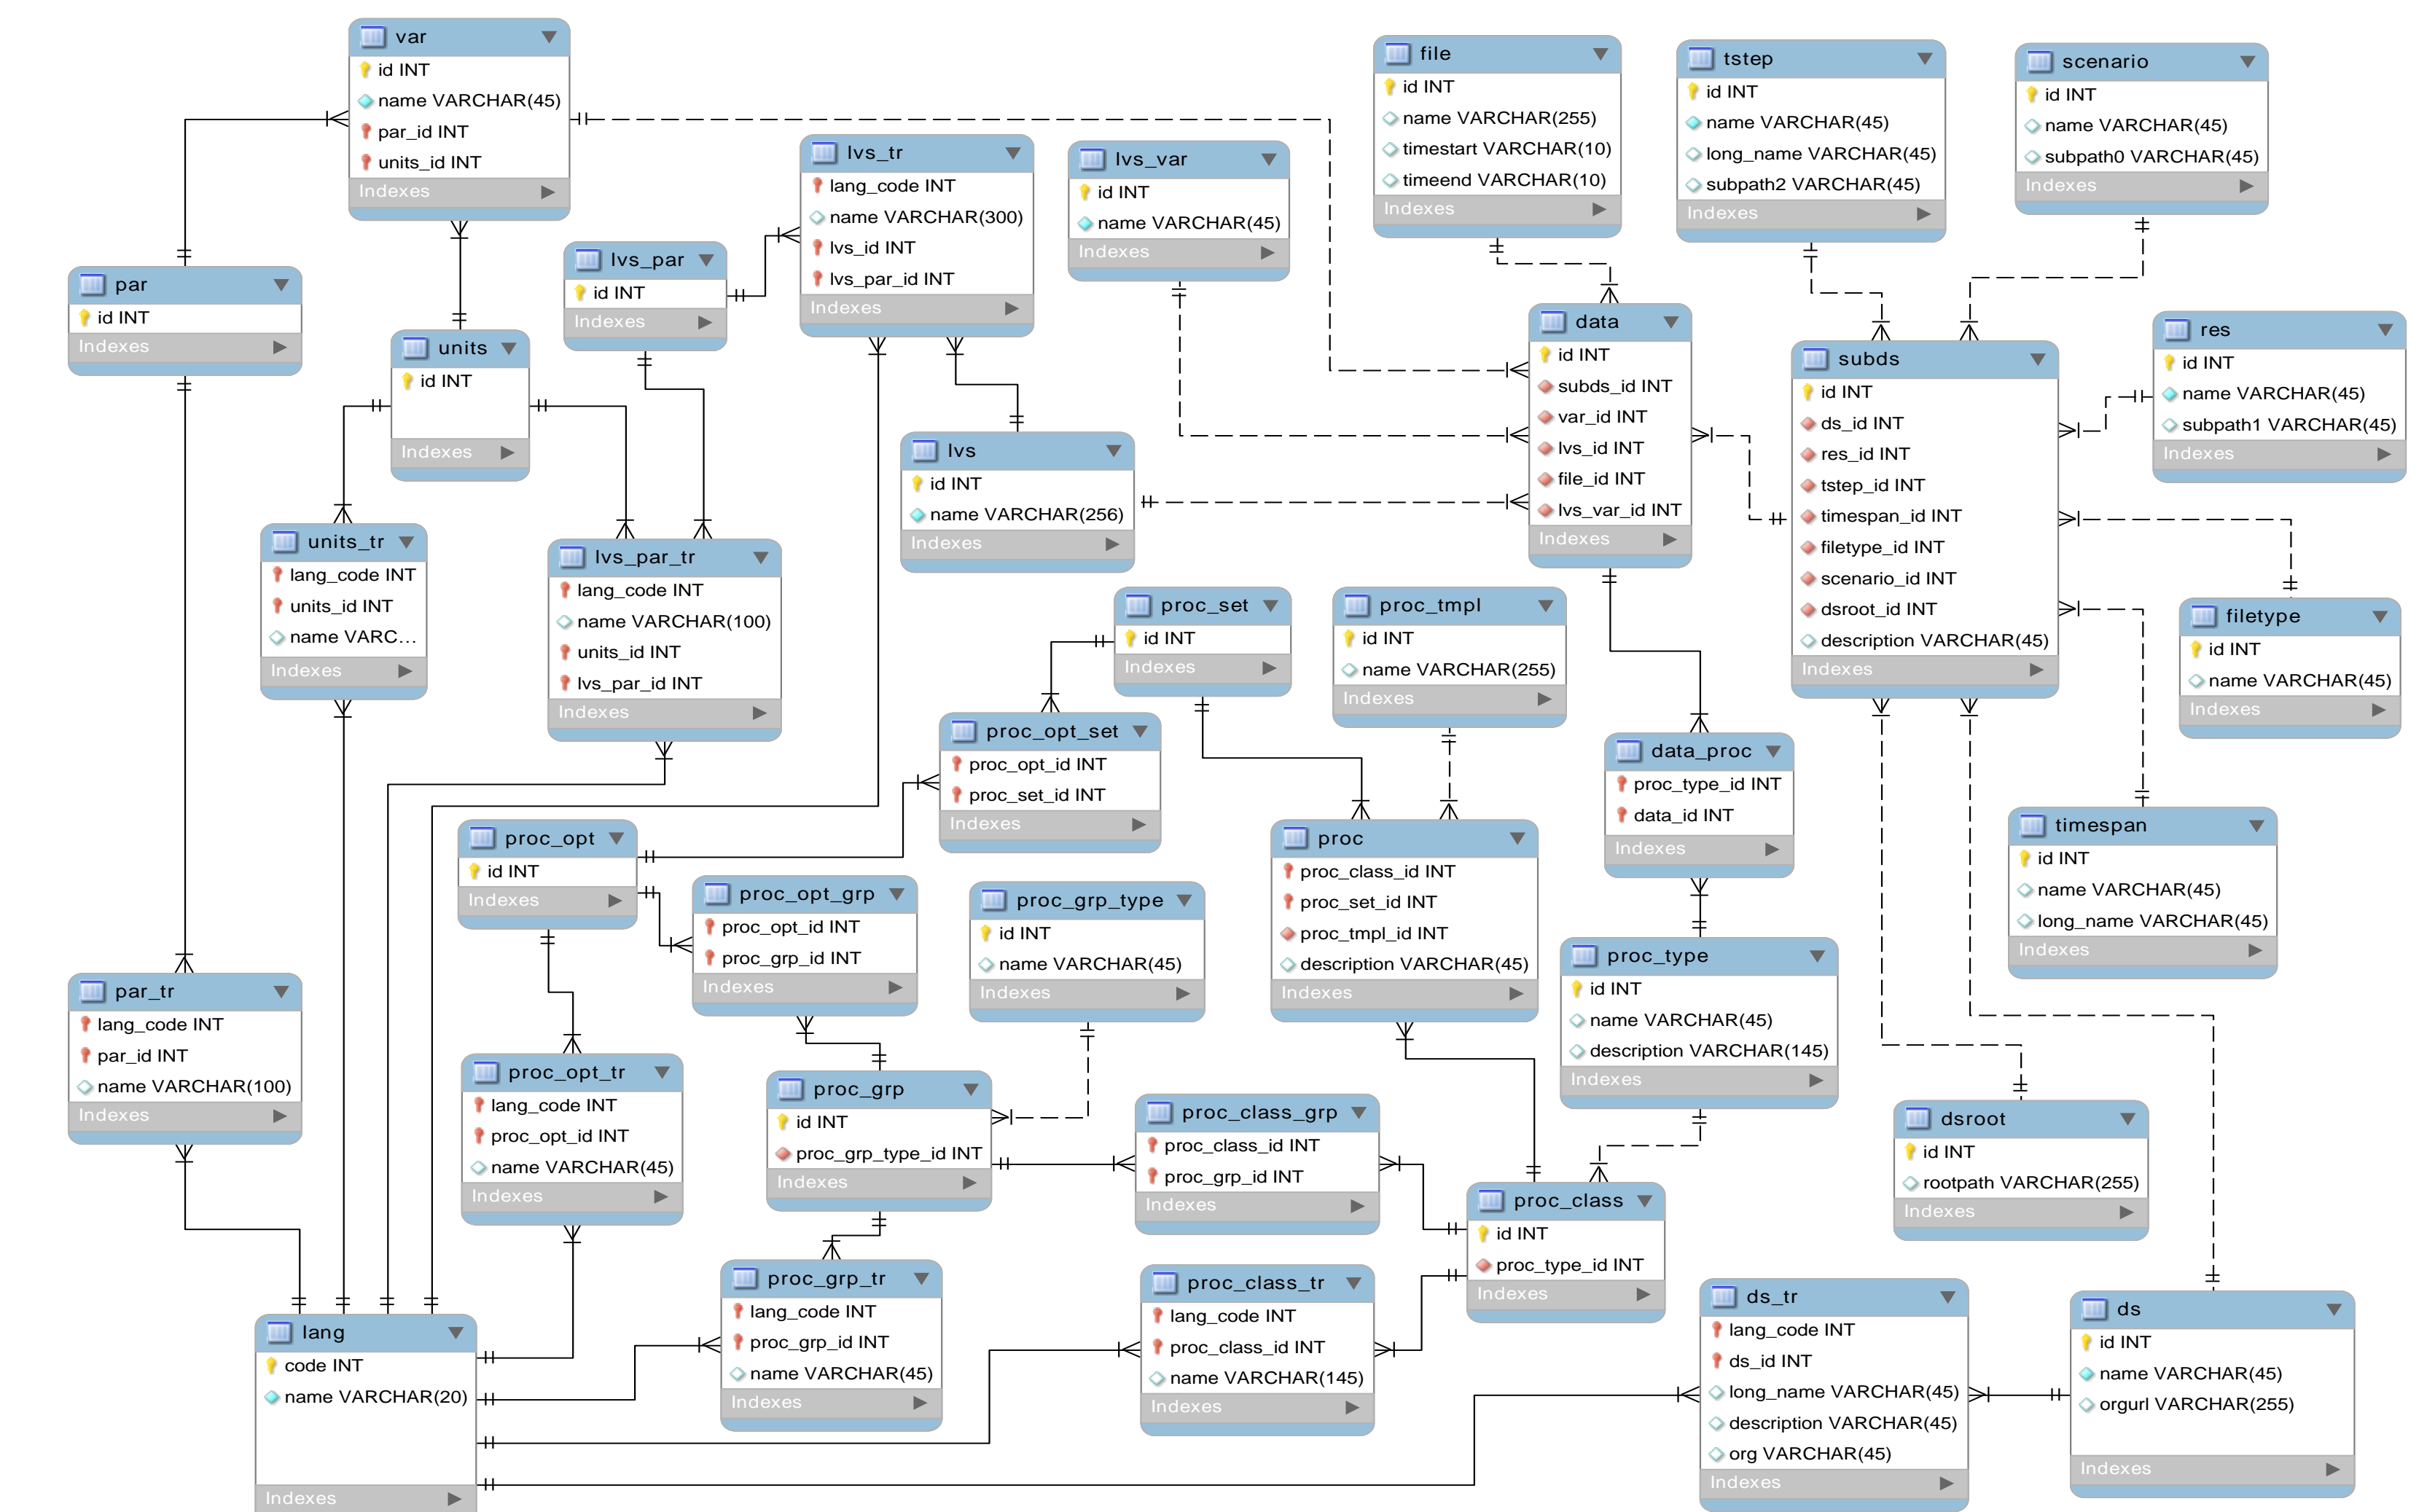 var
id INT
name VARCHAR(45)
par_id INT
units_id INT
Indexes
file
id INT
name VARCHAR(255)
timestart VARCHAR(10)
timeend VARCHAR(10)
Indexes
tstep
id INT
name VARCHAR(45)
long_name VARCHAR(45)
subpath2 VARCHAR(45)
Indexes
scenario
id INT
name VARCHAR(45)
subpath0 VARCHAR(45)
Indexes
lvs_tr
lang_code INT
name VARCHAR(300)
lvs_id INT
lvs_par_id INT
Indexes
lvs_var
id INT
name VARCHAR(45)
Indexes
lvs_par
id INT
Indexes
par
id INT
Indexes
units
id INT
Indexes
data
id INT
subds_id INT
var_id INT
lvs_id INT
file_id INT
lvs_var_id INT
Indexes
subds
id INT
ds_id INT
res_id INT
tstep_id INT
timespan_id INT
filetype_id INT
scenario_id INT
dsroot_id INT
description VARCHAR(45)
Indexes
res
id INT
name VARCHAR(45)
subpath1 VARCHAR(45)
Indexes
lvs
id INT
name VARCHAR(256)
Indexes
units_tr
lang_code INT
units_id INT
name VARC...
Indexes
lvs_par_tr
lang_code INT
name VARCHAR(100)
units_id INT
lvs_par_id INT
Indexes
proc_set
id INT
Indexes
proc_tmpl
id INT
name VARCHAR(255)
Indexes
filetype
id INT
name VARCHAR(45)
Indexes
proc_opt_set
proc_opt_id INT
proc_set_id INT
Indexes
data_proc
proc_type_id INT
data_id INT
Indexes
timespan
id INT
name VARCHAR(45)
long_name VARCHAR(45)
Indexes
proc_opt
id INT
Indexes
proc
proc_class_id INT
proc_set_id INT
proc_tmpl_id INT
description VARCHAR(45)
Indexes
proc_opt_grp
proc_opt_id INT
proc_grp_id INT
Indexes
proc_grp_type
id INT
name VARCHAR(45)
Indexes
proc_type
id INT
name VARCHAR(45)
description VARCHAR(145)
Indexes
par_tr
lang_code INT
par_id INT
name VARCHAR(100)
Indexes
proc_opt_tr
lang_code INT
proc_opt_id INT
name VARCHAR(45)
Indexes
proc_grp
id INT
proc_grp_type_id INT
Indexes
proc_class_grp
proc_class_id INT
proc_grp_id INT
Indexes
dsroot
id INT
rootpath VARCHAR(255)
Indexes
proc_class
id INT
proc_type_id INT
Indexes
proc_grp_tr
lang_code INT
proc_grp_id INT
name VARCHAR(45)
Indexes
proc_class_tr
lang_code INT
proc_class_id INT
name VARCHAR(145)
Indexes
ds_tr
lang_code INT
ds_id INT
long_name VARCHAR(45)
description VARCHAR(45)
org VARCHAR(45)
Indexes
ds
id INT
name VARCHAR(45)
orgurl VARCHAR(255)
Indexes
lang
code INT
name VARCHAR(20)
Indexes